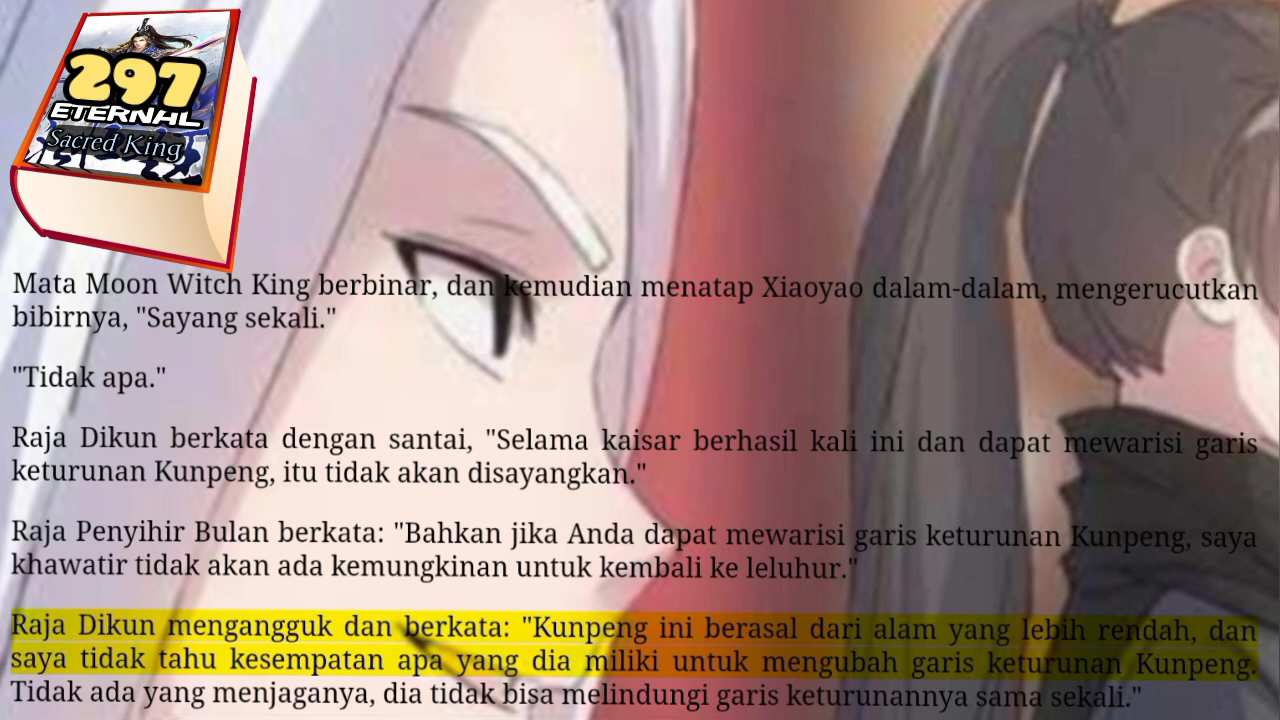 297
ETERNAL
Sacred King
Mata Moon Witch King berbinar, dan kemudian menatap Xiaoyao dalam-dalam, mengerucutkan
bibirnya, "Sayang sekali."
"Tidak apa."
Raja Dikun berkata dengan santai, "Selama kaisar berhasil kali ini dan dapat mewarisi garis
keturunan Kunpeng, itu tidak akan disayangkan."
Raja Penyihir Bulan berkata: "Bahkan jika Anda dapat mewarisi garis keturunan Kunpeng, saya
khawatir tidak akan ada kemungkinan untuk kembali ke leluhur."
Raja Dikun mengangguk dan berkata: "Kunpeng ini berasal dari alam yang lebih rendah, dan
saya tidak tahu kesempatan apa yang dia miliki untuk mengubah garis keturunan Kunpeng.
Tidak ada yang menjaganya, dia tidak bisa melindungi garis keturunannya sama sekali."